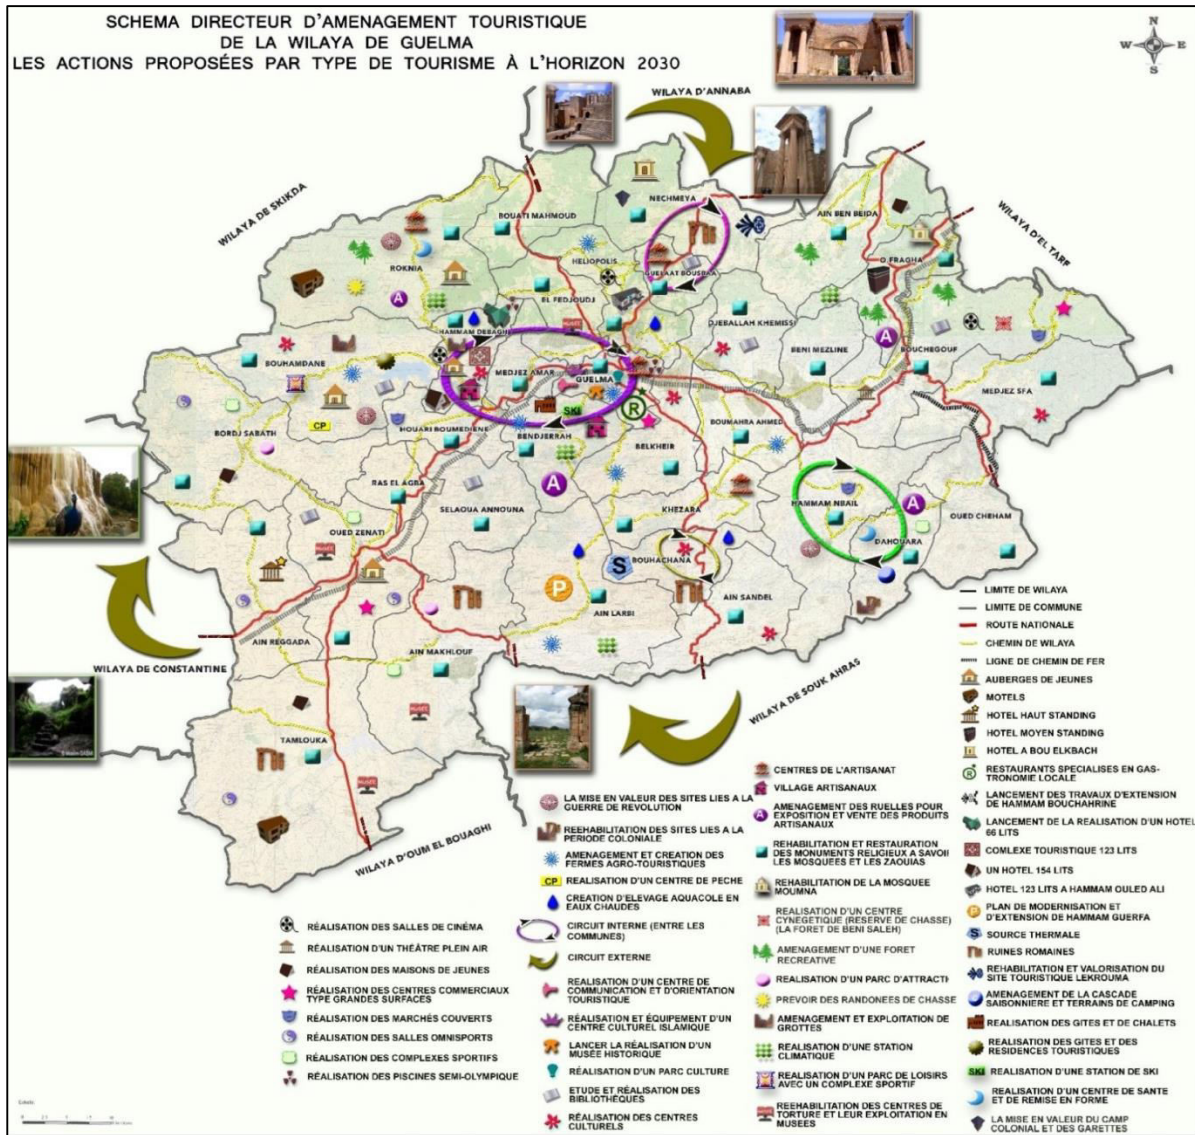 SCHEMA DIRECTEUR D'AMENAGEMENT TOURISTIQUE
DE LA WILAYA DE GUELMA
LES ACTIONS PROPOSÉES PAR TYPE DE TOURISME À L'HORIZON 2030
N
W E
S
WILAYA D'ANNABA
WILAYA DE SKIDA
WILAYA D'ELTARF
NECHMEYA
BOUATI MAHMOUD
AIN BEN BEIDA
ROKNIA
HELIOPOLIS
GUELAAT BOUSBAA
O FRAGHA
EL FEDJOUDJ
DJEBALLAH KHEMISSI
HAMMAM DEBAGH
BOUHAMDANE
MEDJEZ AMAR
GUELMA
BENI MEZLINE
BOUCHEGOUF
MEDJEZ SFA
SKI
R
CP
BORDJ SABATH
HOUARI BOUMEDIENE
BENDJERRAH
BELKHEIR
BOUMAHRA AHMED
A
RAS EL AGBA
SELAOUA ANNOUNA
KHEZARA
HAMMAM NBAIL
OUED CHEHAM
OUED ZENATI
BOUHACHANA
DAHOUARA
S
P
AIN LARBI
AIN SANDEL
AIN REGGADA
AIN MAKHLOUF
WILAYA DE CONSTANTINE
WILAYA DE SOUK AHRAS
TAMLOUKA
WILAYA D'OUM EL BOUAGHI
LIMITE DE WILAYA
LIMITE DE COMMUNE
ROUTE NATIONALE
CHEMIN DE WILAYA
LIGNE DE CHEMIN DE FER
AUBERGES DE JEUNES
MOTELS
HOTEL HAUT STANDING
HOTEL MOYEN STANDING
HOTEL A BOU ELKBACH
RESTAURANTS SPECIALISES EN GAS-
TRONOMIE LOCALE
LANCEMENT DES TRAVAUX D'EXTENSION
DE HAMMAM BOUCHAHRINE
LANCEMENT DE LA REALISATION D'UN HOTEL
66 LITS
COMLEXE TOURISTIQUE 123 LITS
UN HOTEL 154 LITS
HOTEL 123 LITS A HAMMAM OULED ALI
PLAN DE MODERNISATION ET
D'EXTENSION DE HAMMAM GUERFA
SOURCE THERMALE
RUINES ROMAINES
REHABILITATION ET VALORISATION DU
SITE TOURISTIQUE LEKROUMA
AMENAGEMENT DE LA CASCADE
SAISONNIERE ET TERRAINS DE CAMPING
REALISATION DES GITES ET DE CHALETS
REALISATION DES GITES ET DES
RESIDENCES TOURISTIQUES
SKI REALISATION D'UNE STATION DE SKI
REALISATION D'UN CENTRE DE SANTE
ET DE REMISE EN FORME
LA MISE EN VALEUR DU CAMP
COLONIAL ET DES GARETTES
CENTRES DE L'ARTISANAT
VILLAGE ARTISANAUX
A AMENAGEMENT DES RUELLES POUR
EXPOSITION ET VENTE DES PRODUITS
ARTISANAUX
REHABILITATION ET RESTAURATION
DES MONUMENTS RELIGIEUX A SAVOIR
LES MOSQUEES ET LES ZAOUIAS
REHABILITATION DE LA MOSQUEE
MOUMNA
REALISATION D'UN CENTRE
CYNEGETIQUE (RESERVE DE CHASSE)
(LA FORET DE BENI SALEH)
AMENAGEMENT D'UNE FORET
RECREATIVE
REALISATION D'UN PARC D'ATTRACTI
PREVOIR DES RANDONEES DE CHASSE
AMENAGEMENT ET EXPLOITATION DE
GROTTES
REALISATION D'UNE STATION
CLIMATIQUE
REALISATION D'UN PARC DE LOISIRS
AVEC UN COMPLEXE SPORTIF
REEHABILITATION DES CENTRES DE
TORTURE ET LEUR EXPLOITATION EN
MUSEES
LA MISE EN VALEUR DES SITES LIES A LA
GUERRE DE REVOLUTION
REEHABILITATION DES SITES LIES A LA
PERIODE COLONIALE
AMENAGEMENT ET CREATION DES
FERMES AGRO-TOURISTIQUES
CP REALISATION D'UN CENTRE DE PECHE
CREATION D'ELEVAGE AQUACOLE EN
EAUX CHAUDES
CIRCUIT INTERNE (ENTRE LES
COMMUNES)
CIRCUIT EXTERNE
REALISATION D'UN CENTRE DE
COMMUNICATION ET D'ORIENTATION
TOURISTIQUE
RÉALISATION ET ÉQUIPEMENT D'UN
CENTRE CULTUREL ISLAMIQUE
LANCER LA RÉALISATION D'UN
MUSÉE HISTORIQUE
RÉALISATION D'UN PARC CULTURE
ETUDE ET RÉALISATION DES
BIBLIOTHÈQUES
RÉALISATION DES CENTRES
CULTURELS
RÉALISATION DES SALLES DE CINÉMA
RÉALISATION D'UN THÉÂTRE PLEIN AIR
RÉALISATION DES MAISONS DE JEUNES
RÉALISATION DES CENTRES COMMERCIAUX
TYPE GRANDES SURFACES
RÉALISATION DES MARCHÉS COUVERTS
RÉALISATION DES SALLES OMNISPORTS
RÉALISATION DES COMPLEXES SPORTIFS
RÉALISATION DES PISCINES SEMI-OLYMPIQUE